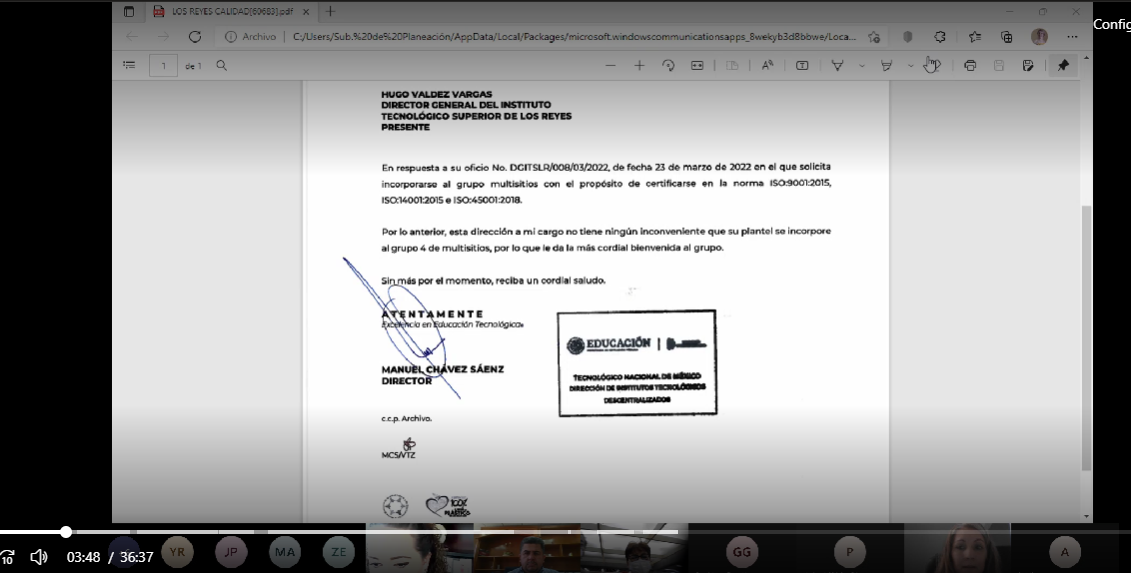 LOS REYES CALIDAD[69683].pdf
Config
Archivo
C:/Users/Sub.%20de%20Planeación/AppData/Local/Packages/microsoft.windowscommunicationsapps_8wekyb3d8bbwe/Loca...
1 de 1
HUGO VALDEZ VARGAS
DIRECTOR GENERAL DEL INSTITUTO
TECNOLÓGICO SUPERIOR DE LOS REYES
PRESENTE
En respuesta a su oficio No. DGITSLR/008/03/2022, de fecha 23 de marzo de 2022 en el que solicita
incorporarse al grupo multisitios con el propósito de certificarse en la norma ISO:9001:2015,
ISO:14001:2015 e ISO:45001:2018.
Por lo anterior, esta dirección a mi cargo no tiene ningún inconveniente que su plantel se incorpore
al grupo 4 de multisitios, por lo que le da la más cordial bienvenida al grupo.
Sin más por el momento, reciba un cordial saludo.
ATENTAMENTE
Excelencia en Educación Tecnológica®
EDUCACIÓN
TECNOLÓGICO NACIONAL DE MÉXICO
DIRECCIÓN DE INSTITUTOS TECNOLÓGICOS
DESCENTRALIZADOS
MANUEL CHÁVEZ SÁENZ
DIRECTOR
c.c.p. Archivo.
MCS/VTZ
100%
PLÁSTICO
10
03:48 / 36:37
YR
JP
MA
ZE
GG
P
A